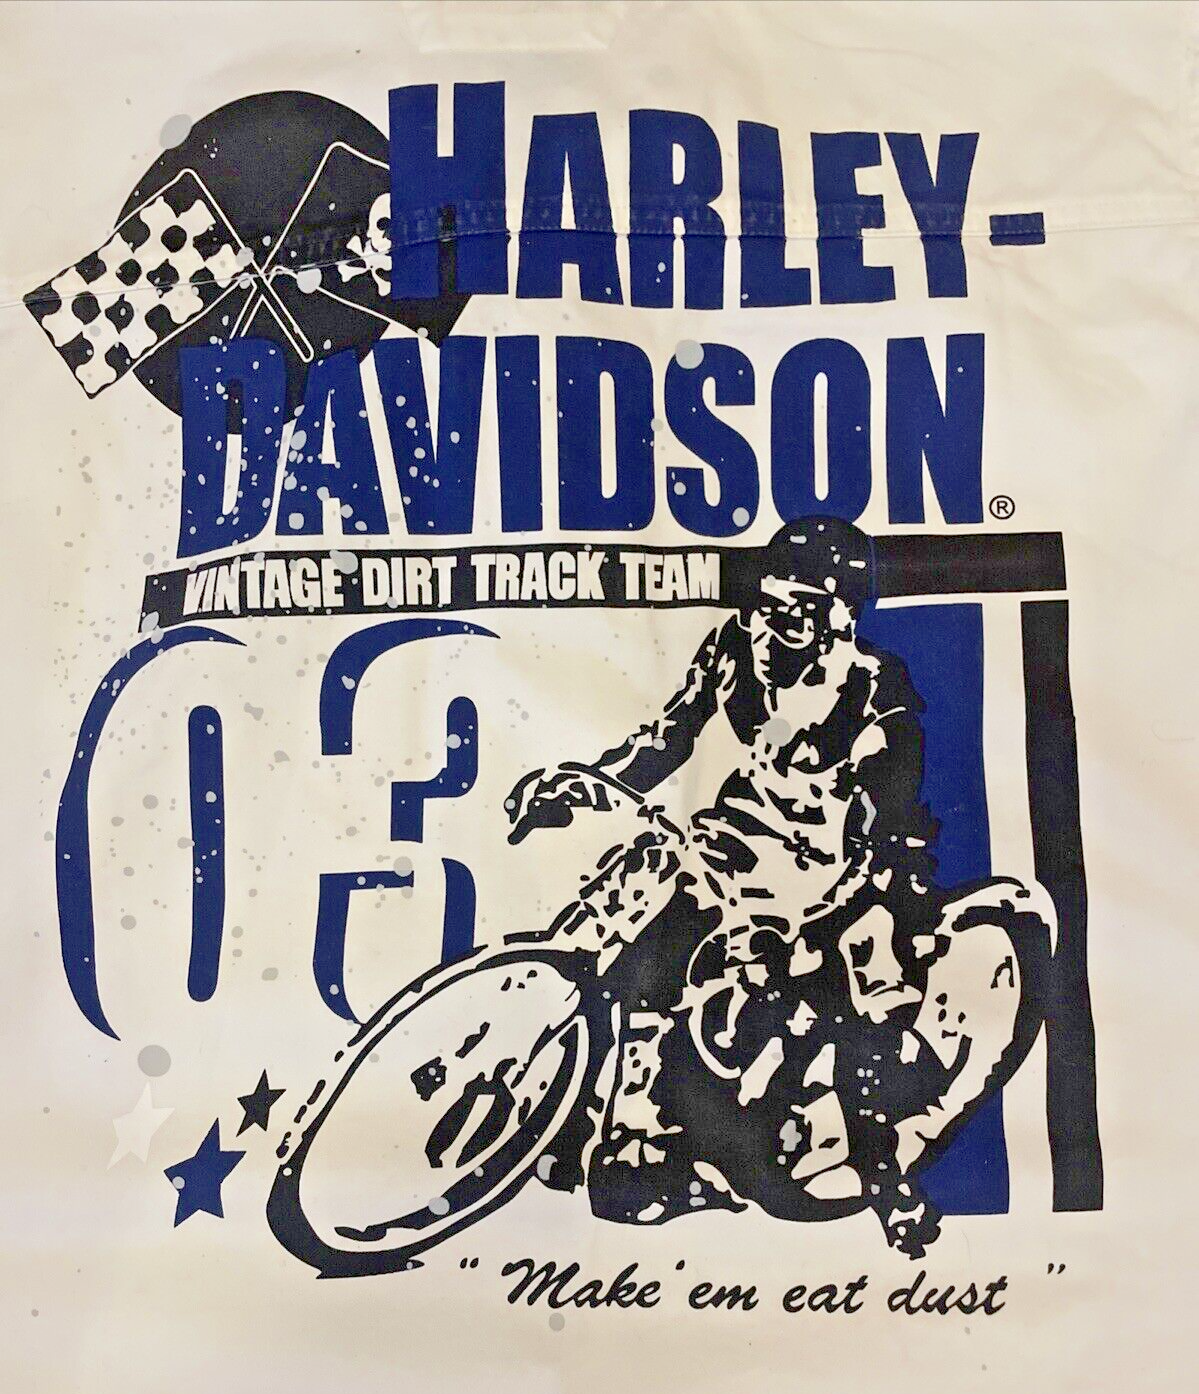 HARLEY-
DAVIDSON®
VINTAGE DIRT TRACK TEAM
03
" Make 'em eat dust "